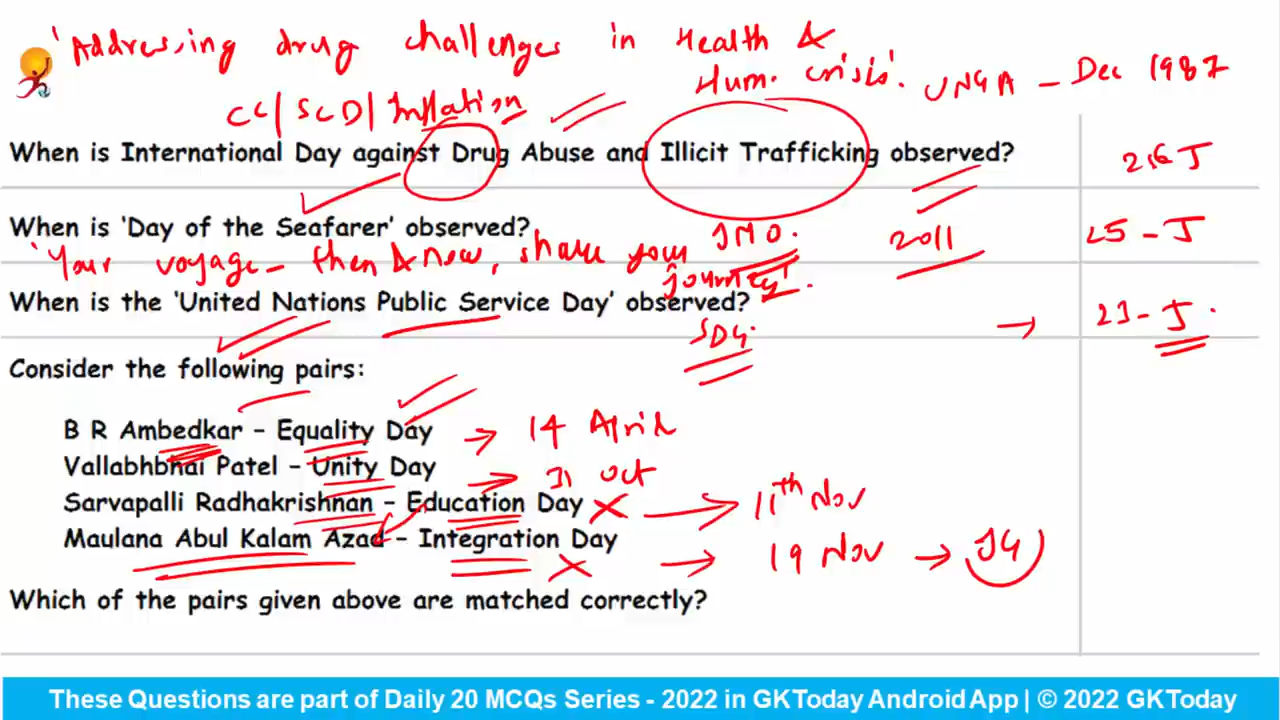 'Addressing drug challenges in Health &
Hum. crisis'. UNGA - Dec 1987
CC/ SCD/ Inflation
When is International Day against Drug Abuse and Illicit Trafficking observed?
26 J
When is 'Day of the Seafarer' observed?
IMO. 2011
25 - J
'Your voyage - then & now, share your
journey'.
When is the 'United Nations Public Service Day' observed?
SDG.
23 - J.
Consider the following pairs:
B R Ambedkar - Equality Day → 14 April
Vallabhbhai Patel - Unity Day → 31 Oct
Sarvapalli Radhakrishnan - Education Day × → 11th Nov
Maulana Abul Kalam Azad - Integration Day × → 19 Nov → IG
Which of the pairs given above are matched correctly?
These Questions are part of Daily 20 MCQs Series - 2022 in GKToday Android App | © 2022 GKToday